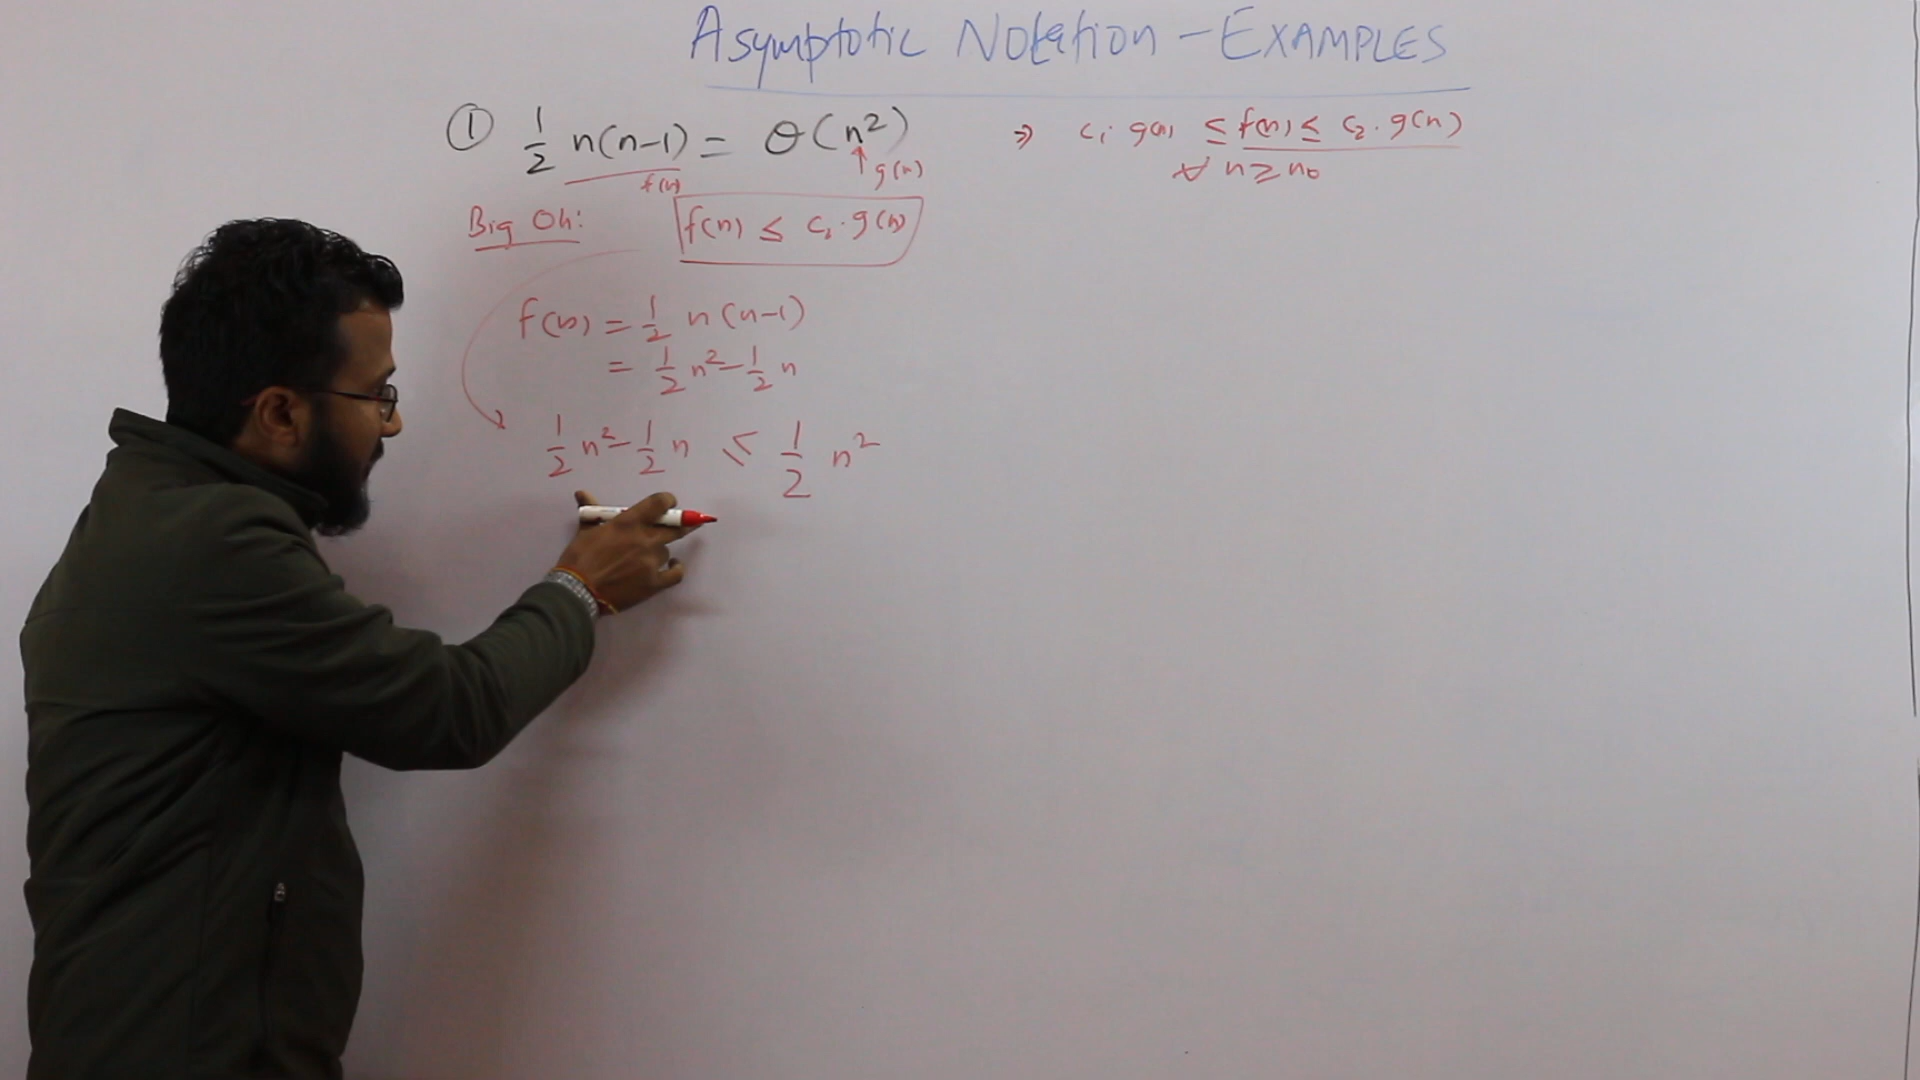 Asymptotic Notation - EXAMPLES
① 1/2 n(n-1) = θ(n²) ⇒ c₁ g(n) ≤ f(n) ≤ c₂ . g(n)
f(n) ↑ g(n) ∀ n ≥ n₀
Big Oh: f(n) ≤ c₂ . g(n)
f(n) = 1/2 n (n-1)
= 1/2 n² - 1/2 n
1/2 n² - 1/2 n ≤ 1/2 n²